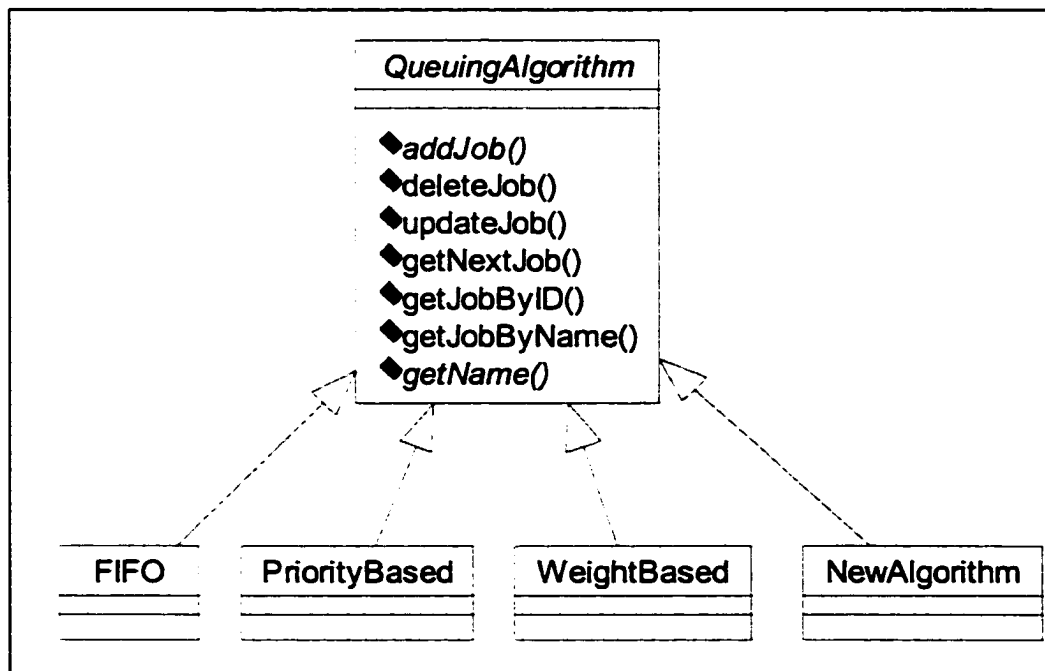 QueuingAlgorithm
addJob()
deleteJob()
updateJob()
getNextJob()
getJobByID()
getJobByName()
getName()
FIFO
PriorityBased
WeightBased
NewAlgorithm